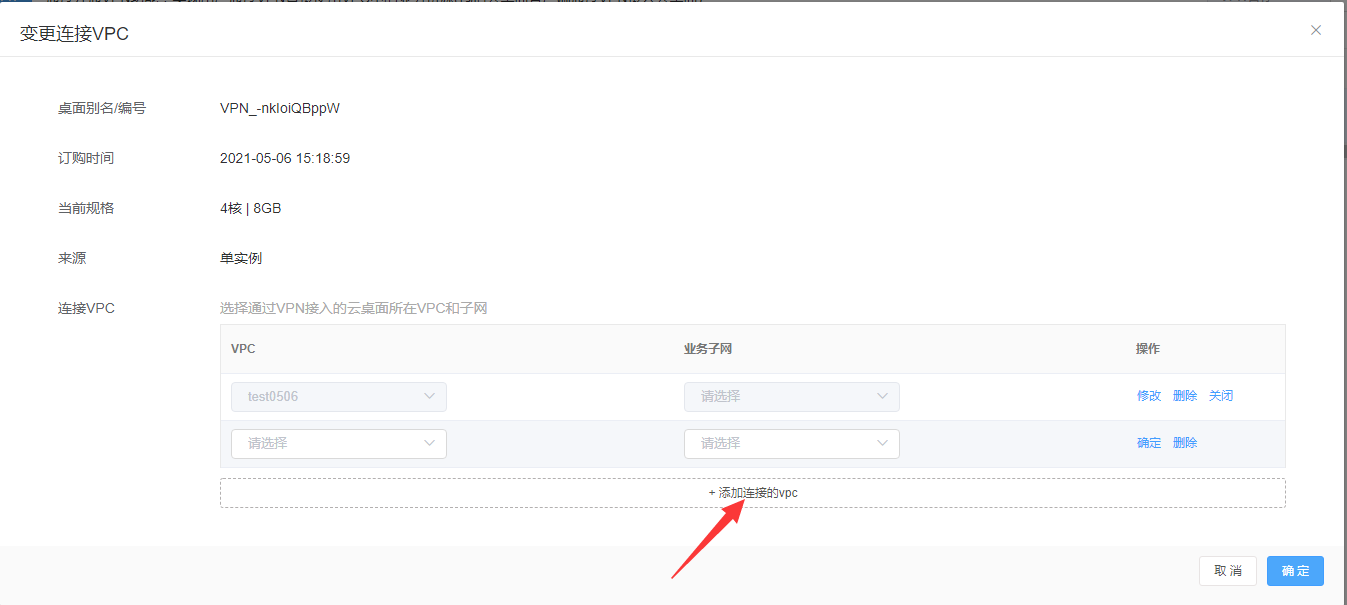 变更连接VPC
桌面别名/编号 VPN_-nkIoiQBppW
订购时间 2021-05-06 15:18:59
当前规格 4核 | 8GB
来源 单实例
连接VPC 选择通过VPN接入的云桌面所在VPC和子网
VPC 业务子网 操作
test0506 请选择 修改 删除 关闭
请选择 请选择 确定 删除
+ 添加连接的vpc
取消 确定